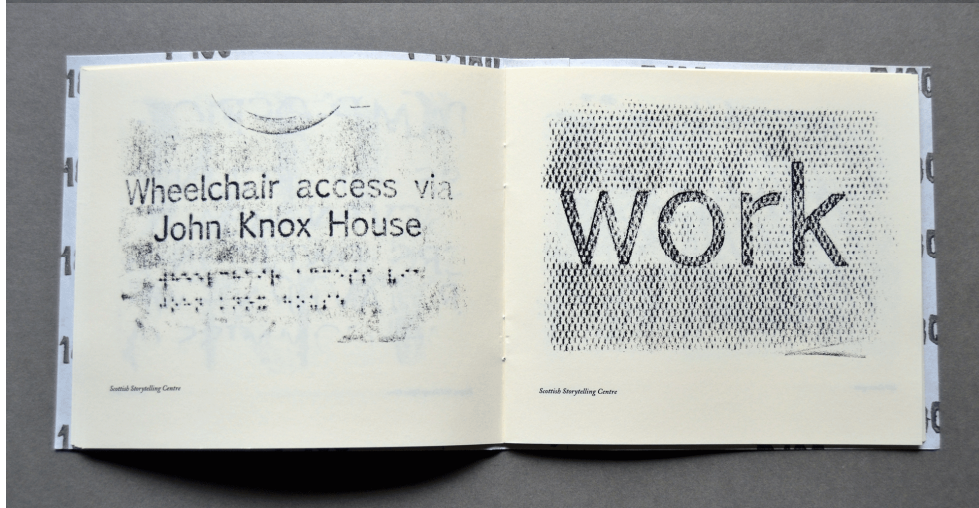 Wheelchair access via
John Knox House
Scottish Storytelling Centre
work
Scottish Storytelling Centre